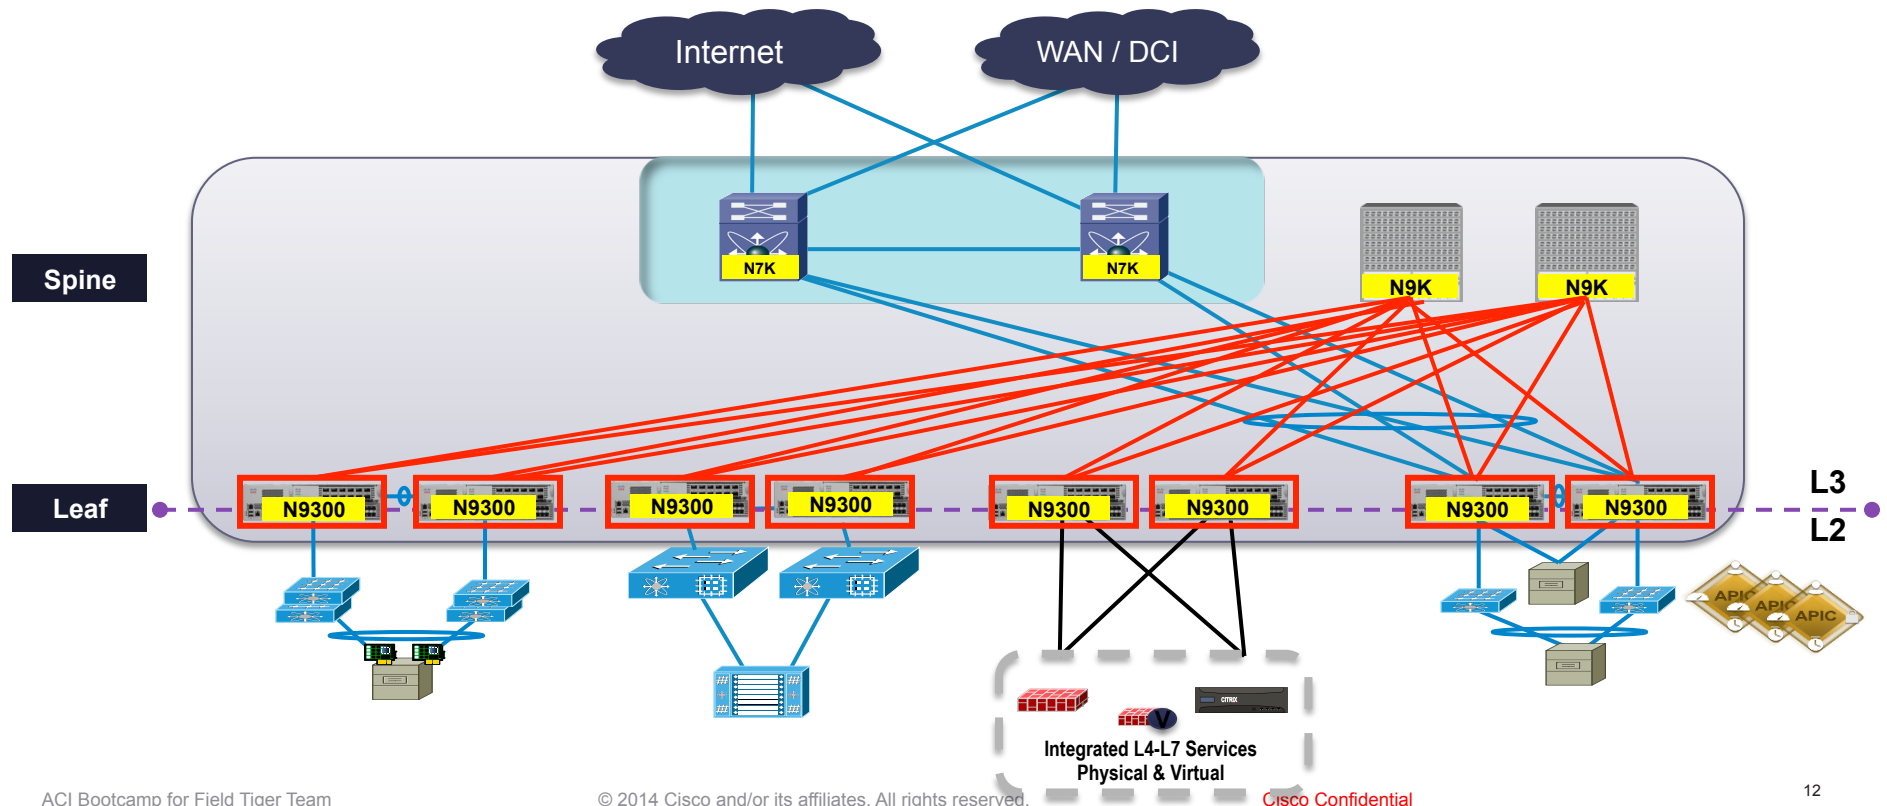 Internet
WAN / DCI
Spine
N7K
N7K
N9K
N9K
Leaf
N9300
N9300
N9300
N9300
N9300
N9300
N9300
N9300
L3
L2
APIC
APIC
APIC
CITRIX
V
Integrated L4-L7 Services
Physical & Virtual
ACI Bootcamp for Field Tiger Team
© 2014 Cisco and/or its affiliates. All rights reserved.
Cisco Confidential
12